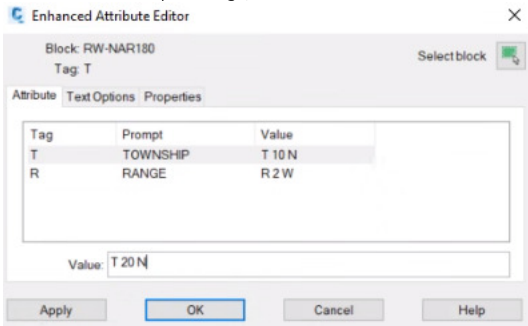 Enhanced Attribute Editor
Block: RW-NAR180
Tag: T
Select block
Attribute Text Options Properties
Tag Prompt Value
T TOWNSHIP T 10 N
R RANGE R 2 W
Value: T 20 N
Apply OK Cancel Help